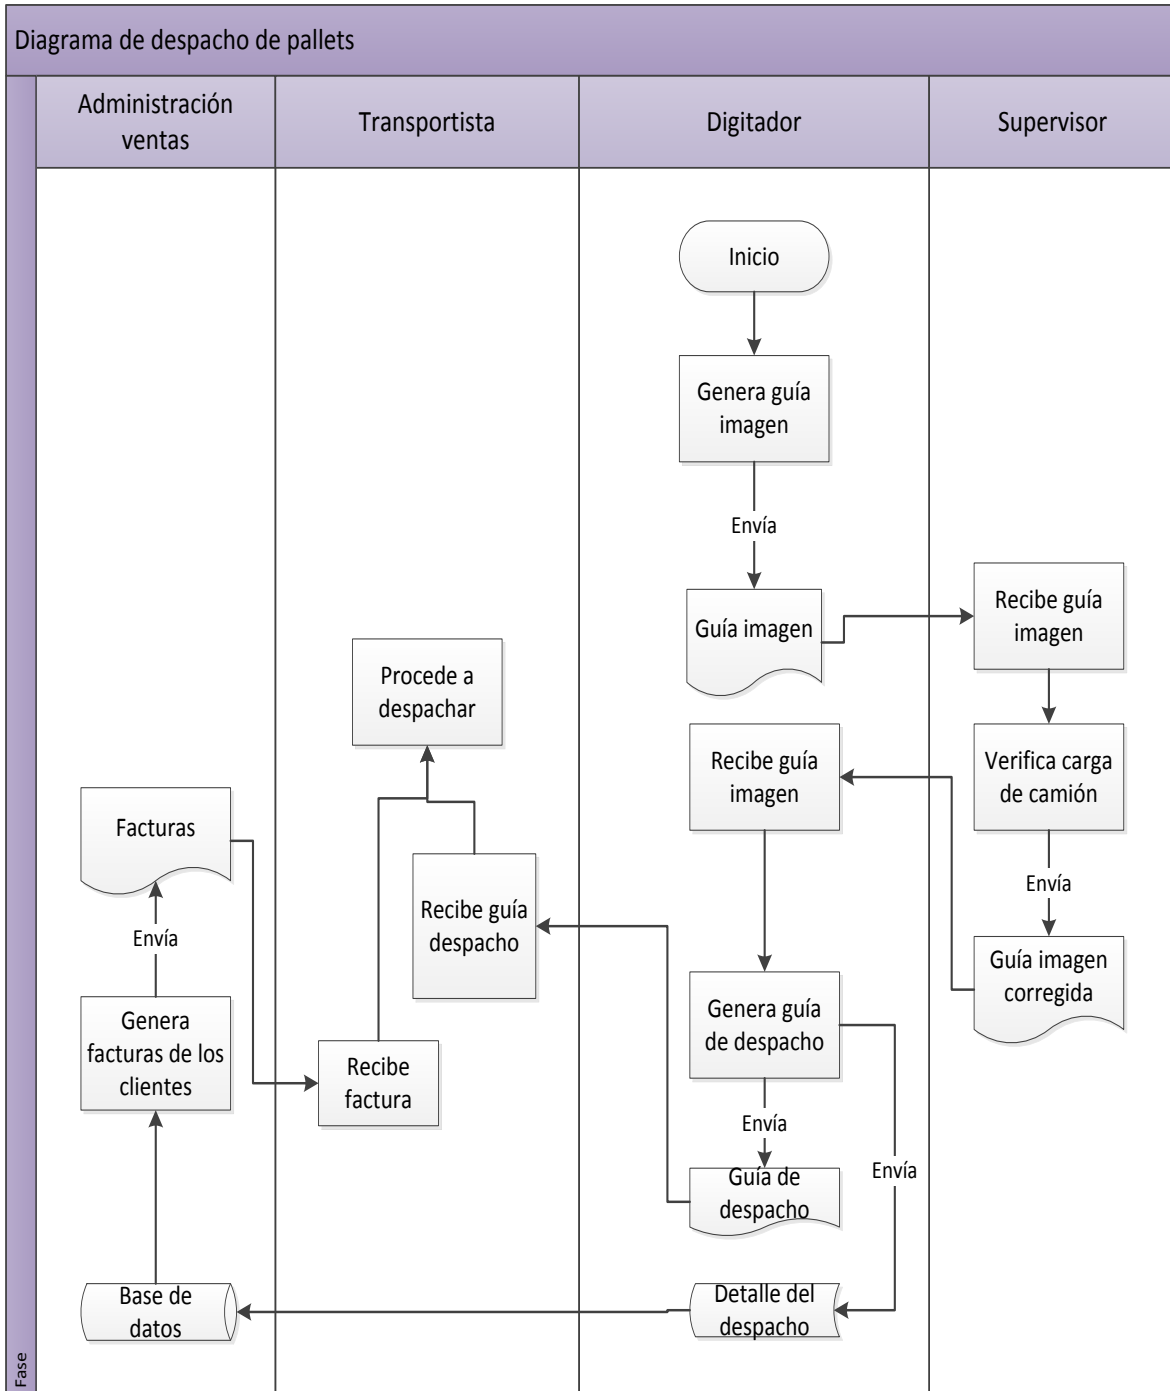 Diagrama de despacho de pallets
Administración
ventas
Transportista
Digitador
Supervisor
Inicio
Genera guía
imagen
Envía
Guía imagen
Recibe guía
imagen
Procede a
despachar
Recibe guía
imagen
Verifica carga
de camión
Facturas
Envía
Recibe guía
despacho
Envía
Guía imagen
corregida
Genera
facturas de los
clientes
Genera guía
de despacho
Recibe
factura
Envía
Envía
Guía de
despacho
Base de
datos
Detalle del
despacho
Fase